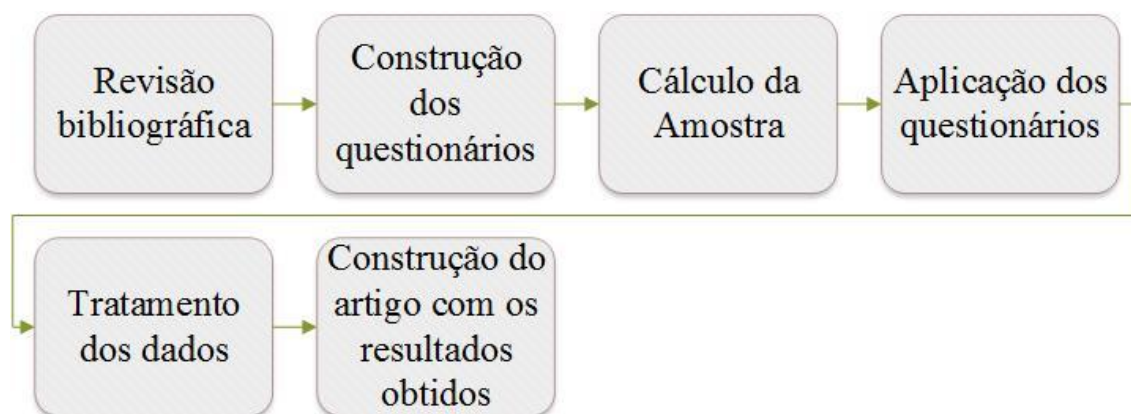 Revisão
bibliográfica
Construção
dos
questionários
Cálculo da
Amostra
Aplicação dos
questionários
Tratamento
dos dados
Construção do
artigo com os
resultados
obtidos